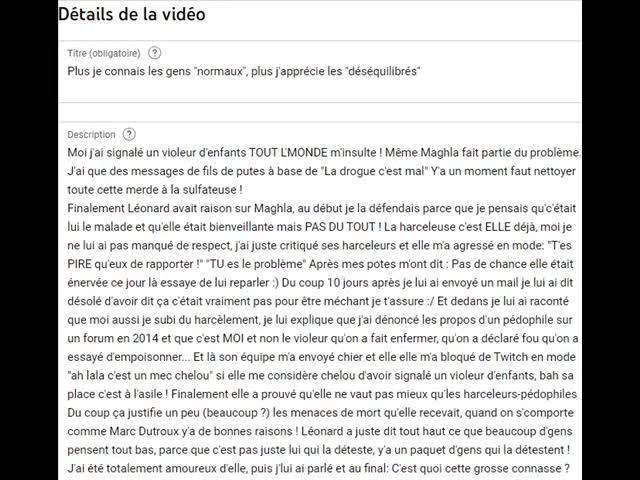 Détails de la vidéo
Titre (obligatoire) ?
Plus je connais les gens "normaux", plus j'apprécie les "déséquilibrés"
Description ?
Moi j'ai signalé un violeur d'enfants TOUT L'MONDE m'insulte ! Même Maghla fait partie du problème.
J'ai que des messages de fils de putes à base de "La drogue c'est mal" Y'a un moment faut nettoyer
toute cette merde à la sulfateuse !
Finalement Léonard avait raison sur Maghla, au début je la défendais parce que je pensais qu'c'était
lui le malade et qu'elle était bienveillante mais PAS DU TOUT ! La harceleuse c'est ELLE déjà, moi je
ne lui ai pas manqué de respect, j'ai juste critiqué ses harceleurs et elle m'a agressé en mode: "T'es
PIRE qu'eux de rapporter !" "TU es le problème" Après mes potes m'ont dit : Pas de chance elle était
énervée ce jour là essaye de lui reparler :) Du coup 10 jours après je lui ai envoyé un mail je lui ai dit
désolé d'avoir dit ça c'était vraiment pas pour être méchant je t'assure :/ Et dedans je lui ai raconté
que moi aussi je subi du harcèlement, je lui explique que j'ai dénoncé les propos d'un pédophile sur
un forum en 2014 et que c'est MOI et non le violeur qu'on a fait enfermer, qu'on a déclaré fou qu'on a
essayé d'empoisonner... Et là son équipe m'a envoyé chier et elle elle m'a bloqué de Twitch en mode
"ah lala c'est un mec chelou" si elle me considère chelou d'avoir signalé un violeur d'enfants, bah sa
place c'est à l'asile ! Finalement elle a prouvé qu'elle ne vaut pas mieux qu'les harceleurs-pédophiles
Du coup ça justifie un peu (beaucoup ?) les menaces de mort qu'elle recevait, quand on s'comporte
comme Marc Dutroux y'a de bonnes raisons ! Léonard a juste dit tout haut ce que beaucoup d'gens
pensent tout bas, parce que c'est pas juste lui qui la déteste, y'a un paquet d'gens qui la détestent !
J'ai été totalement amoureux d'elle, puis j'lui ai parlé et au final: C'est quoi cette grosse connasse ?